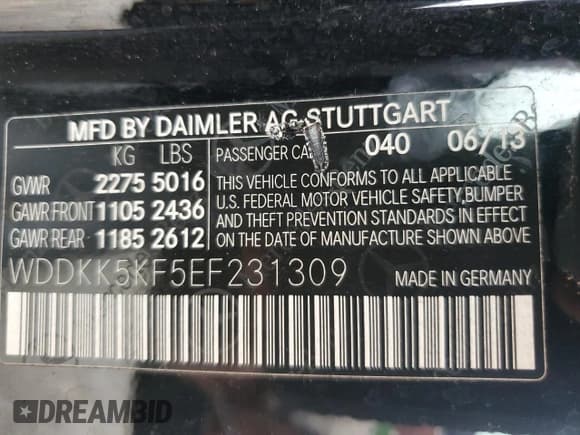 MFD BY DAIMLER AG STUTTGART
KG LBS PASSENGER CAR 040 06/13
GVWR 2275 5016
GAWR FRONT 1105 2436
GAWR REAR 1185 2612
THIS VEHICLE CONFORMS TO ALL APPLICABLE
U.S. FEDERAL MOTOR VEHICLE SAFETY,BUMPER
AND THEFT PREVENTION STANDARDS IN EFFECT
ON THE DATE OF MANUFACTURE SHOWN ABOVE
WDDKK5KF5EF231309 MADE IN GERMANY
DREAMBID